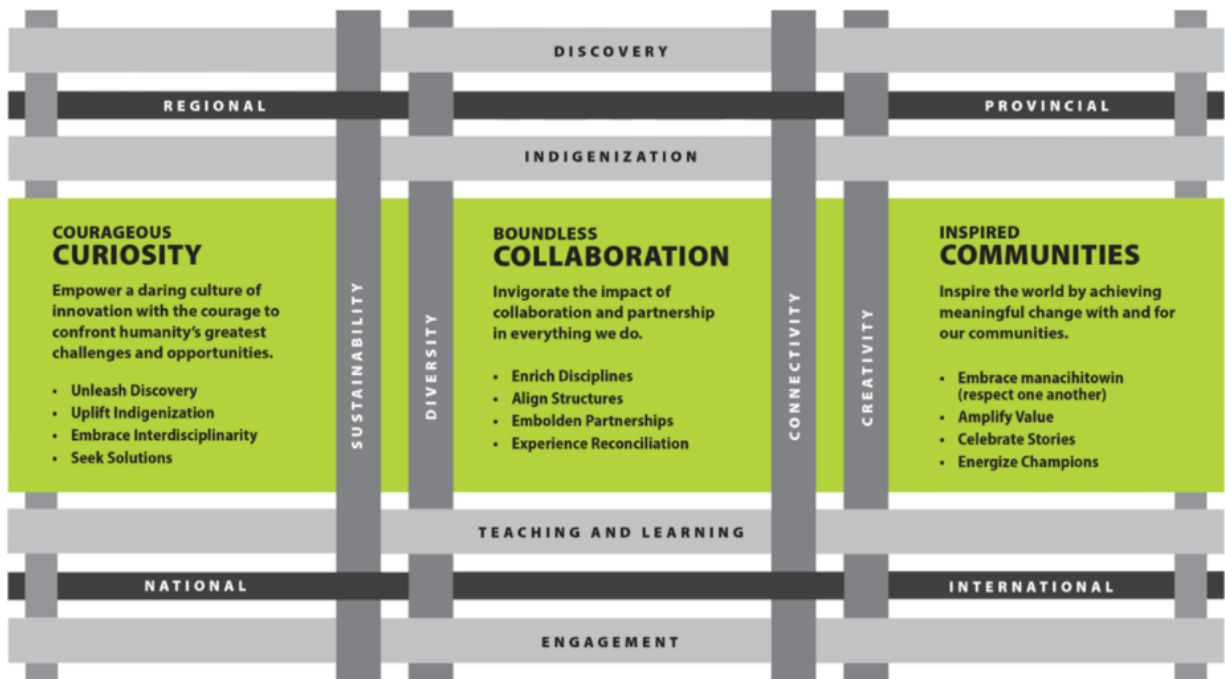 DISCOVERY
REGIONAL
PROVINCIAL
INDIGENIZATION
COURAGEOUS
CURIOSITY
Empower a daring culture of
innovation with the courage to
confront humanity's greatest
challenges and opportunities.
• Unleash Discovery
• Uplift Indigenization
• Embrace Interdisciplinarity
• Seek Solutions
SUSTAINABILITY
DIVERSITY
BOUNDLESS
COLLABORATION
Invigorate the impact of
collaboration and partnership
in everything we do.
• Enrich Disciplines
• Align Structures
• Embolden Partnerships
• Experience Reconciliation
CONNECTIVITY
CREATIVITY
INSPIRED
COMMUNITIES
Inspire the world by achieving
meaningful change with and for
our communities.
• Embrace manacihitowin
(respect one another)
• Amplify Value
• Celebrate Stories
• Energize Champions
TEACHING AND LEARNING
NATIONAL
INTERNATIONAL
ENGAGEMENT